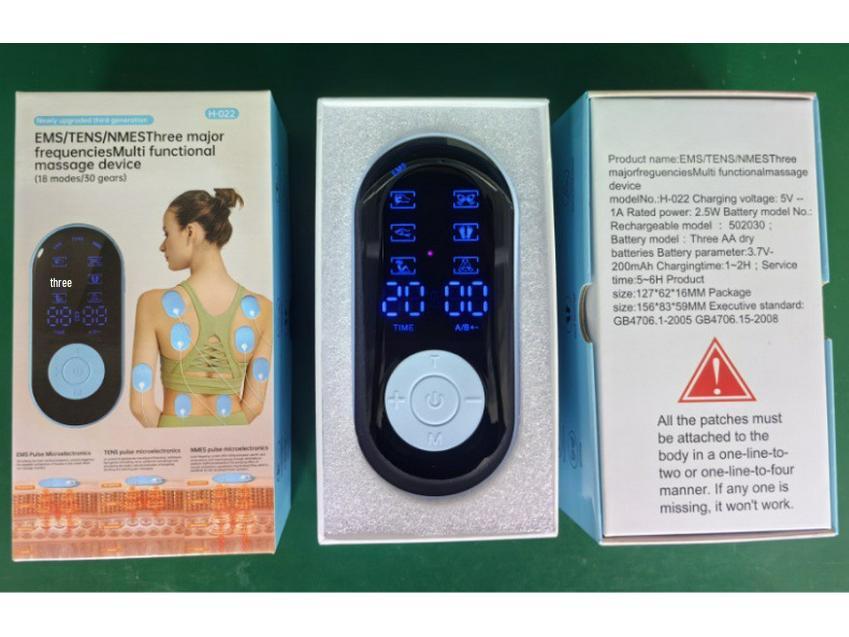 Newly upgraded third generation
H-022
EMS/TENS/NMESThree major
frequenciesMulti functional
massage device
(18 modes/30 gears)
three
TIME
M
EMS Pulse Microelectronics
TENS pulse microelectronics
NMES pulse microelectronics
EMS
20 00
TIME
A/B+-
T
+ -
M
Product name:EMS/TENS/NMESThree
majorfrequenciesMulti functionalmassage
device
modelNo.:H-022 Charging voltage: 5V --
1A Rated power: 2.5W Battery model No.:
Rechargeable model : 502030 ;
Battery model : Three AA dry
batteries Battery parameter:3.7V-
200mAh Chargingtime:1~2H ; Service
time:5~6H Product
size:127*62*16MM Package
size:156*83*59MM Executive standard:
GB4706.1-2005 GB4706.15-2008
All the patches must
be attached to the
body in a one-line-to-
two or one-line-to-four
manner. If any one is
missing, it won't work.